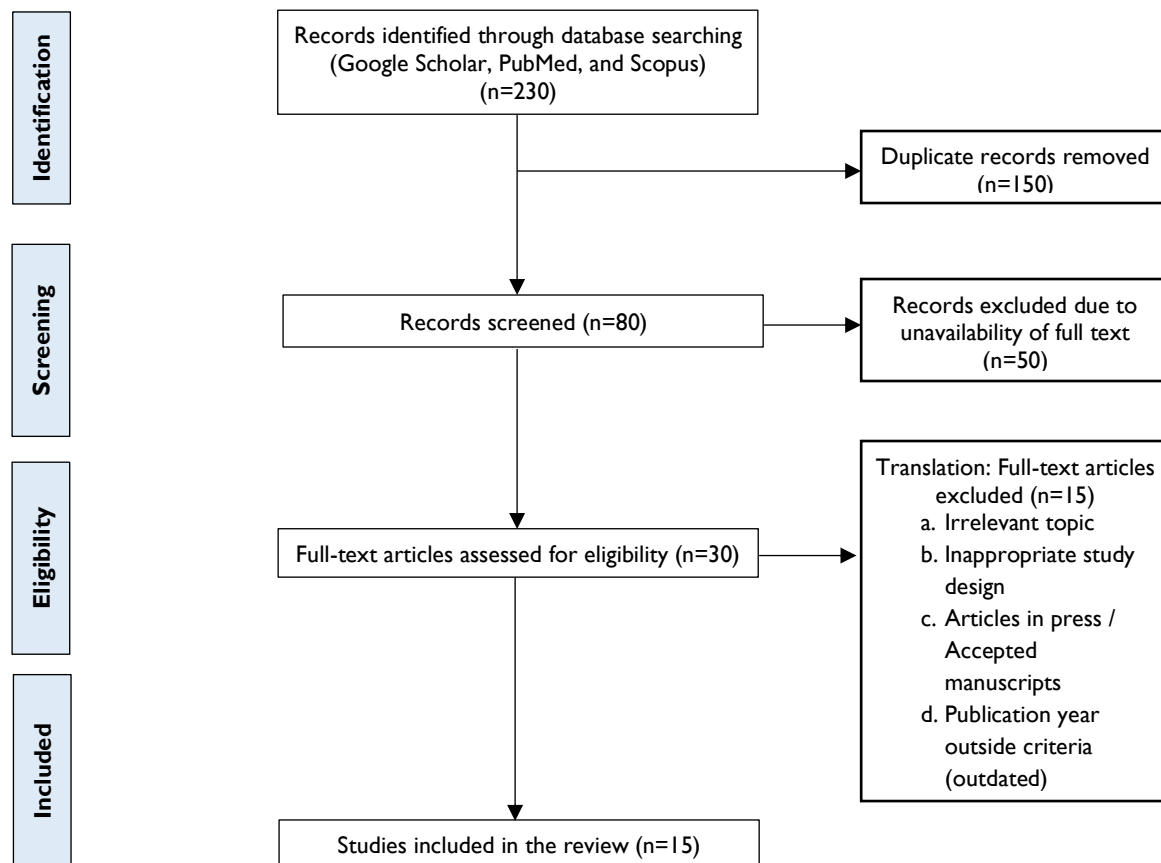 Identification
Records identified through database searching
(Google Scholar, PubMed, and Scopus)
(n=230)
Duplicate records removed
(n=150)
Screening
Records screened (n=80)
Records excluded due to
unavailability of full text
(n=50)
Eligibility
Full-text articles assessed for eligibility (n=30)
Translation: Full-text articles
excluded (n=15)
a. Irrelevant topic
b. Inappropriate study
design
c. Articles in press /
Accepted
manuscripts
d. Publication year
outside criteria
(outdated)
Included
Studies included in the review (n=15)